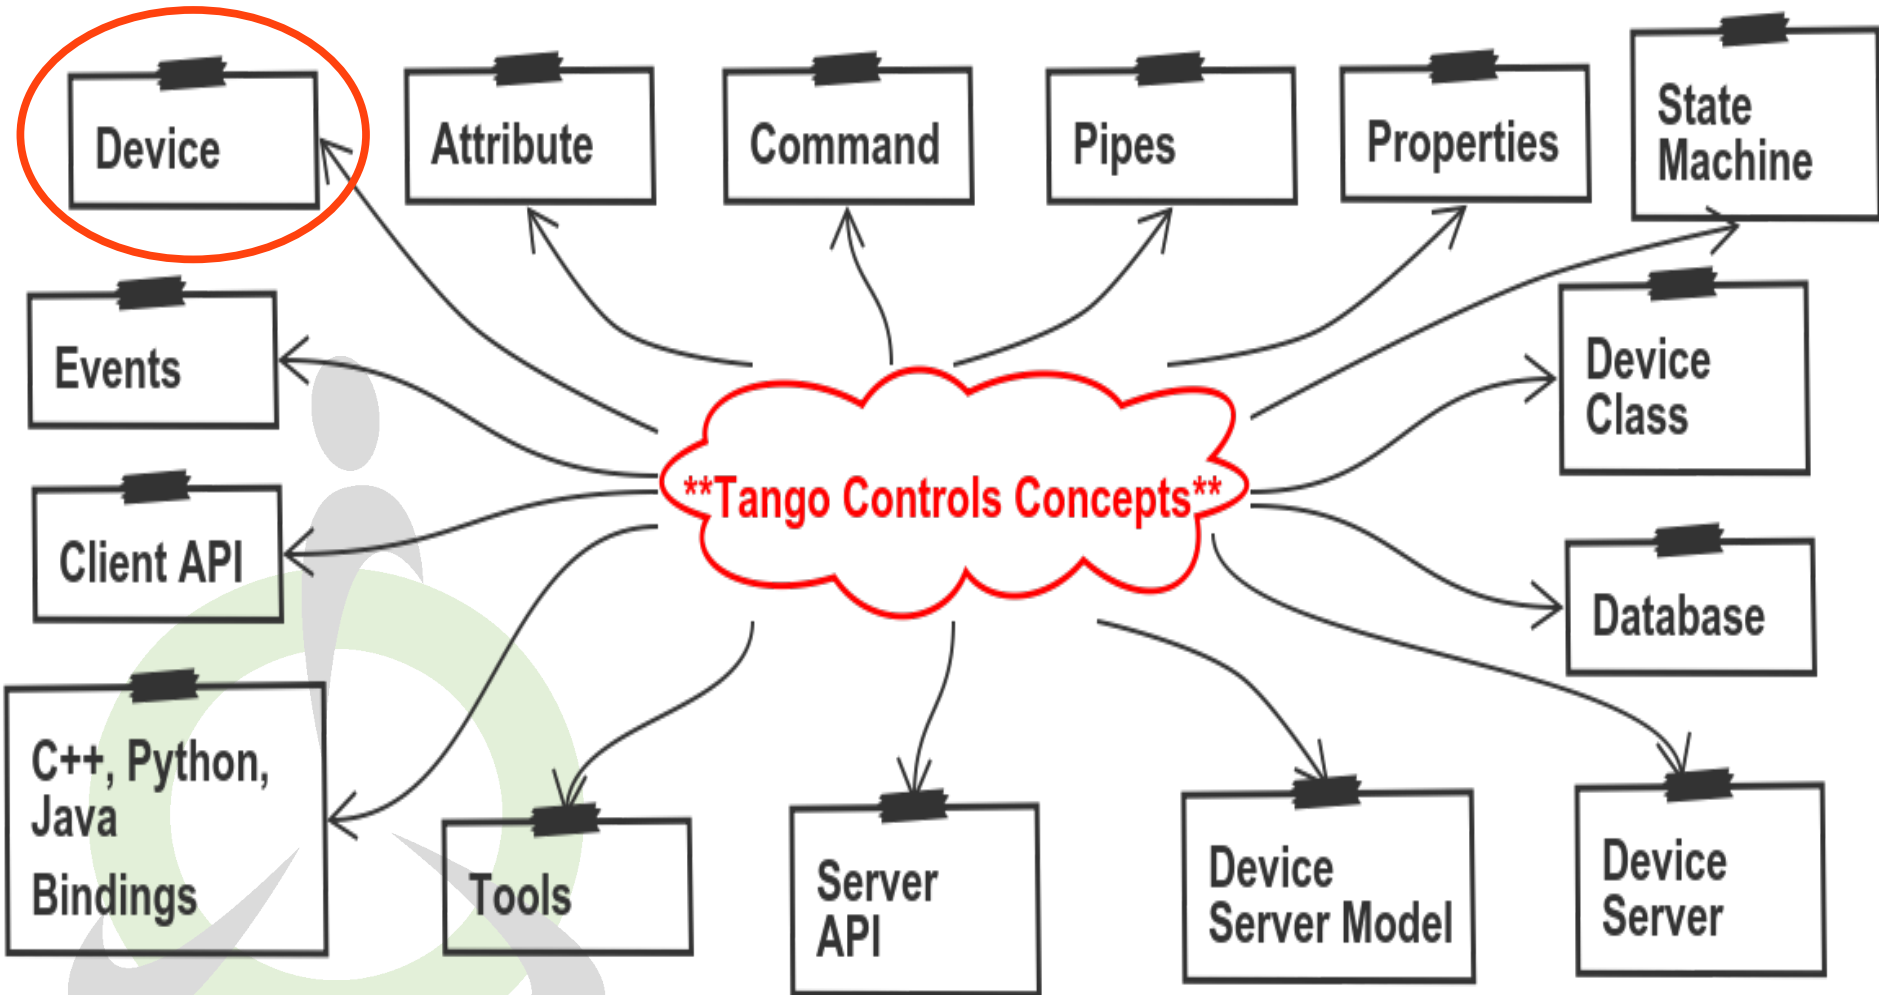 Device
Attribute
Command
Pipes
Properties
State
Machine
Events
**Tango Controls Concepts**
Device
Class
Client API
Database
C++, Python,
Java
Bindings
Tools
Server
API
Device
Server Model
Device
Server